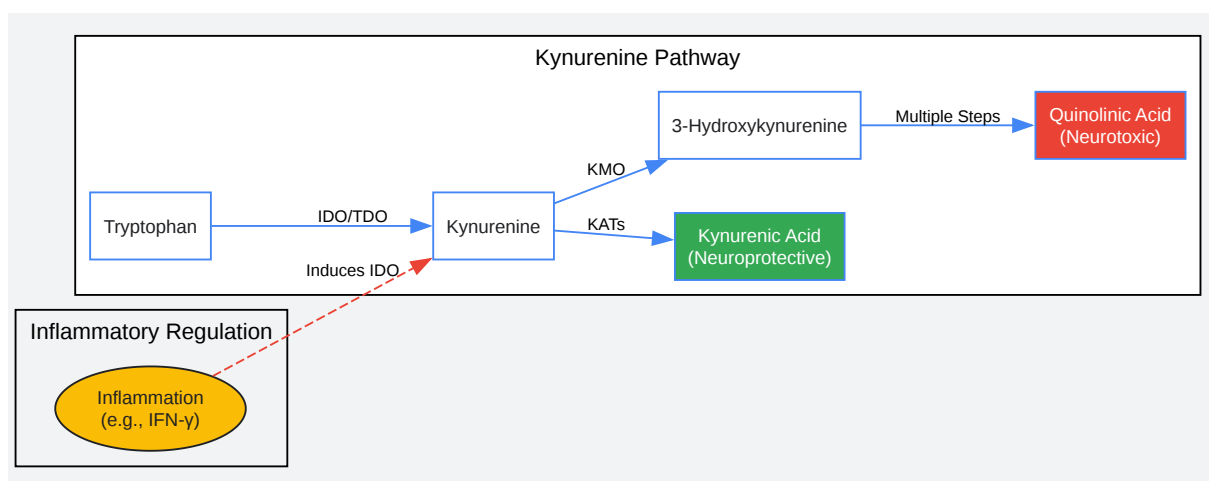 Kynurenine Pathway
3-Hydroxykynurenine
Multiple Steps
Quinolinic Acid
(Neurotoxic)
KMO
Tryptophan
IDO/TDO
Kynurenine
KATs
Kynurenic Acid
(Neuroprotective)
Induces IDO
Inflammatory Regulation
Inflammation
(e.g., IFN-γ)